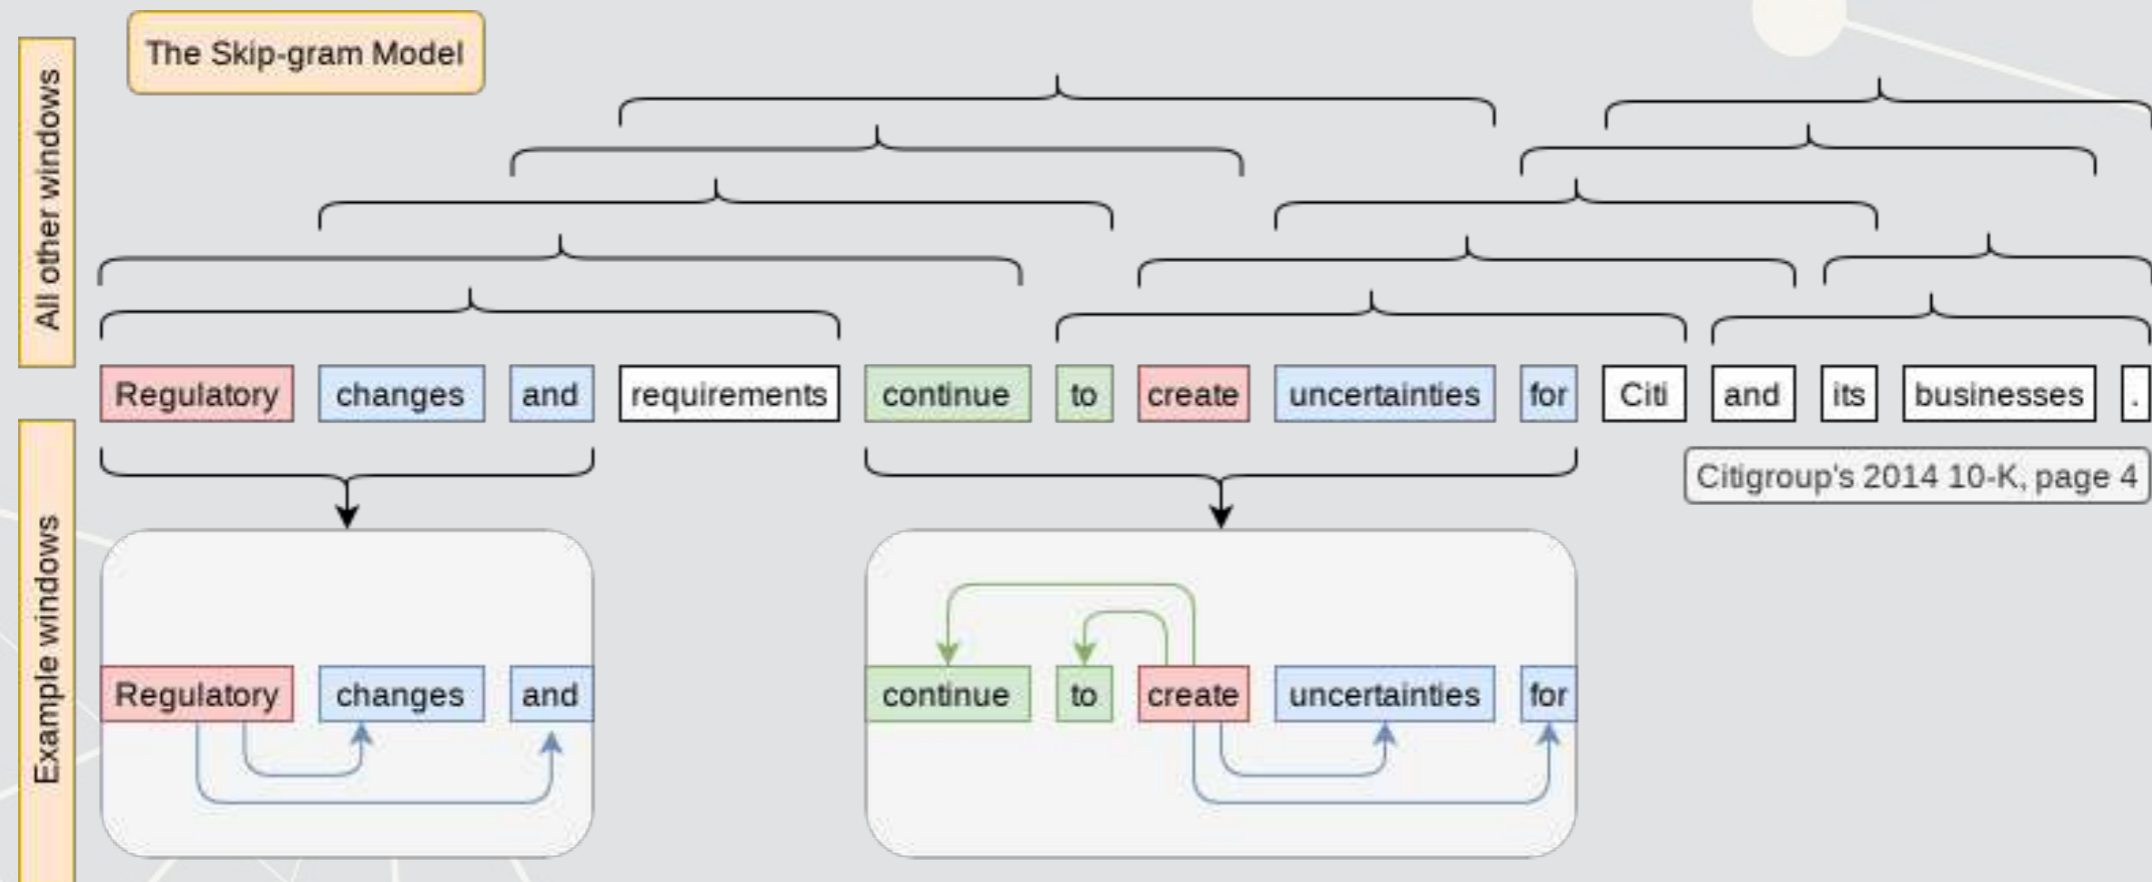 The Skip-gram Model
All other windows
Regulatory changes and requirements continue to create uncertainties for Citi and its businesses .
Citigroup's 2014 10-K, page 4
Example windows
Regulatory changes and
continue to create uncertainties for